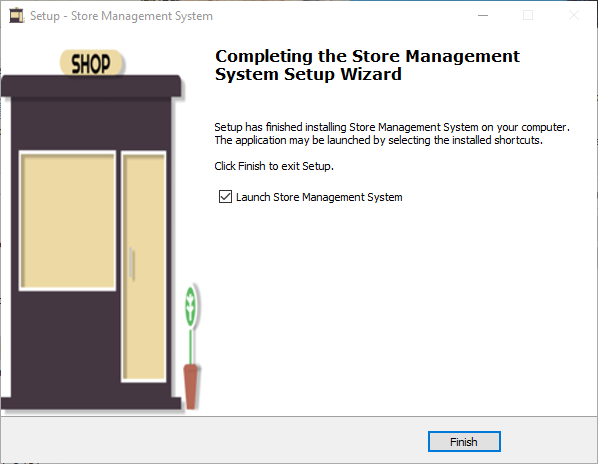 Setup - Store Management System
SHOP
Completing the Store Management
System Setup Wizard
Setup has finished installing Store Management System on your computer.
The application may be launched by selecting the installed shortcuts.
Click Finish to exit Setup.
Launch Store Management System
Finish